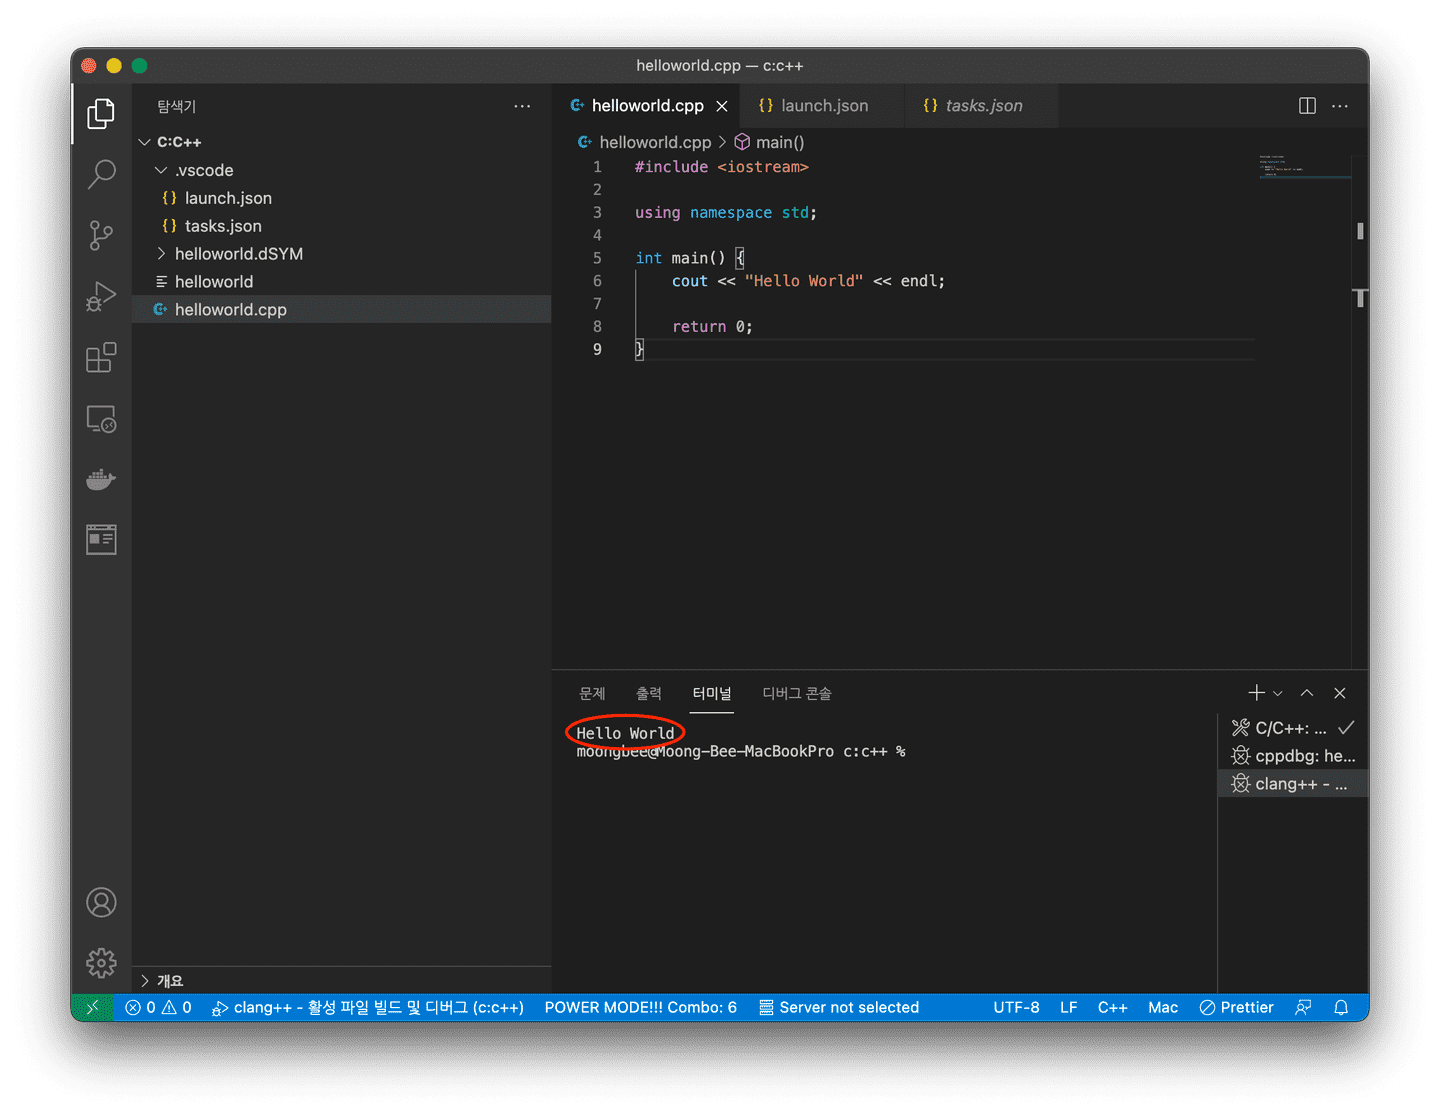 helloworld.cpp — c:c++
탐색기
C:C++
.vscode
{} launch.json
{} tasks.json
helloworld.dSYM
helloworld
helloworld.cpp
개요
helloworld.cpp
{} launch.json
{} tasks.json
helloworld.cpp > main()
1 #include <iostream>
2
3 using namespace std;
4
5 int main() {
6 cout << "Hello World" << endl;
7
8 return 0;
9 }
문제 출력 터미널 디버그 콘솔
Hello World
moongbee@Moong-Bee-MacBookPro c:c++ %
C/C++: ...
cppdbg: he...
clang++ - ...
0 0 clang++ - 활성 파일 빌드 및 디버그 (c:c++) POWER MODE!!! Combo: 6 Server not selected UTF-8 LF C++ Mac Prettier